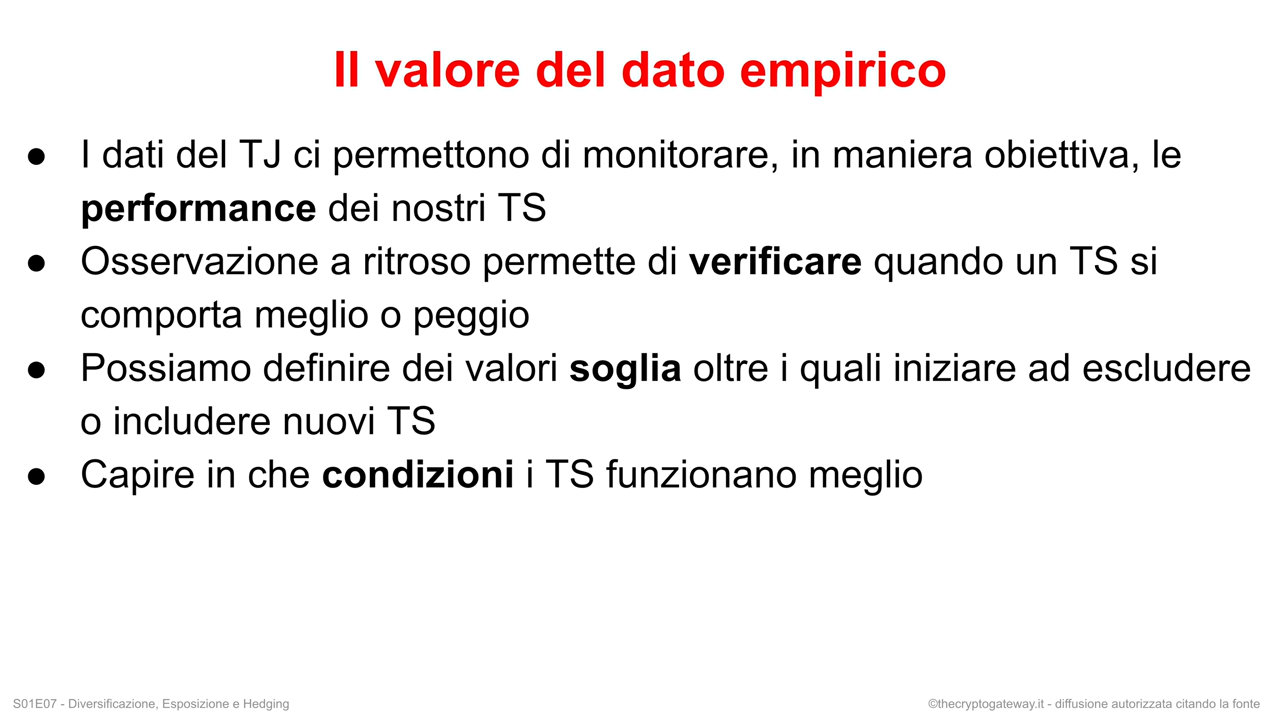 Il valore del dato empirico
● I dati del TJ ci permettono di monitorare, in maniera obiettiva, le
performance dei nostri TS
● Osservazione a ritroso permette di verificare quando un TS si
comporta meglio o peggio
● Possiamo definire dei valori soglia oltre i quali iniziare ad escludere
o includere nuovi TS
● Capire in che condizioni i TS funzionano meglio
S01E07 - Diversificazione, Esposizione e Hedging
©thecryptogateway.it - diffusione autorizzata citando la fonte